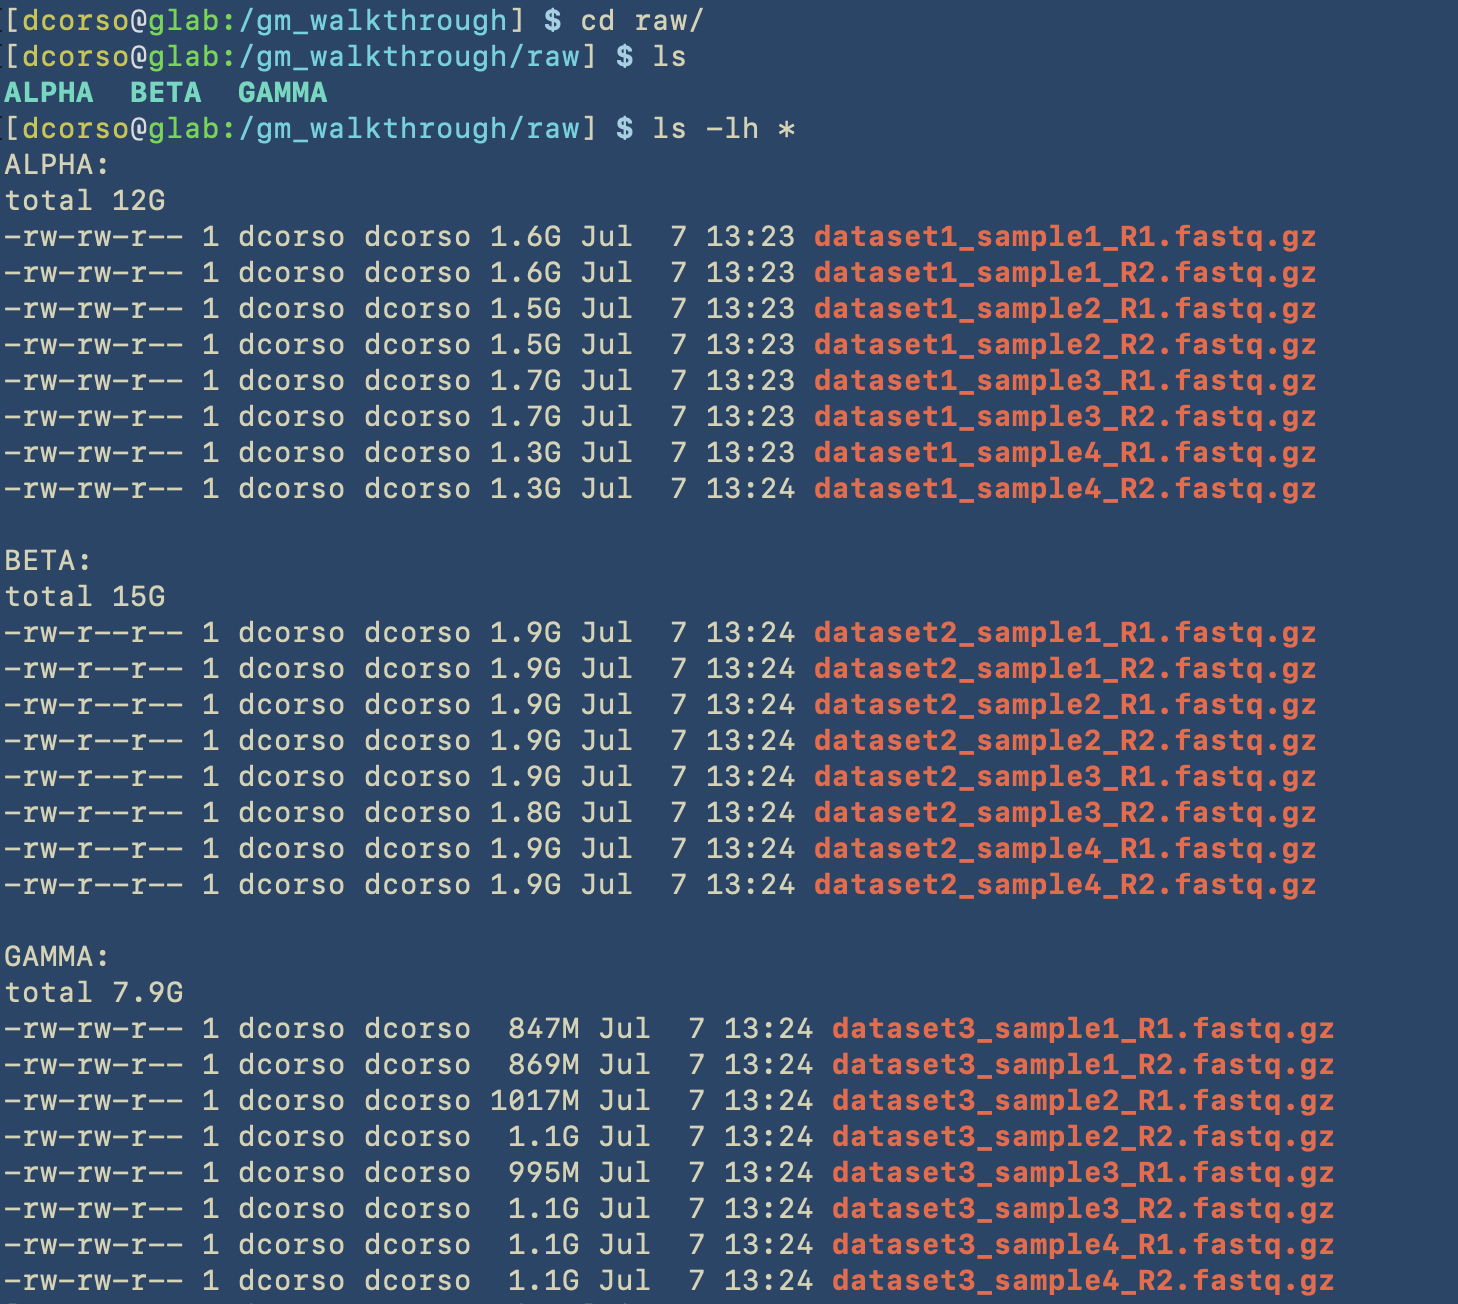 [dcorso@glab:/gm_walkthrough] $ cd raw/
[dcorso@glab:/gm_walkthrough/raw] $ ls
ALPHA  BETA  GAMMA
[dcorso@glab:/gm_walkthrough/raw] $ ls -lh *
ALPHA:
total 12G
-rw-rw-r-- 1 dcorso dcorso 1.6G Jul  7 13:23 dataset1_sample1_R1.fastq.gz
-rw-rw-r-- 1 dcorso dcorso 1.6G Jul  7 13:23 dataset1_sample1_R2.fastq.gz
-rw-rw-r-- 1 dcorso dcorso 1.5G Jul  7 13:23 dataset1_sample2_R1.fastq.gz
-rw-rw-r-- 1 dcorso dcorso 1.5G Jul  7 13:23 dataset1_sample2_R2.fastq.gz
-rw-rw-r-- 1 dcorso dcorso 1.7G Jul  7 13:23 dataset1_sample3_R1.fastq.gz
-rw-rw-r-- 1 dcorso dcorso 1.7G Jul  7 13:23 dataset1_sample3_R2.fastq.gz
-rw-rw-r-- 1 dcorso dcorso 1.3G Jul  7 13:23 dataset1_sample4_R1.fastq.gz
-rw-rw-r-- 1 dcorso dcorso 1.3G Jul  7 13:24 dataset1_sample4_R2.fastq.gz

BETA:
total 15G
-rw-r--r-- 1 dcorso dcorso 1.9G Jul  7 13:24 dataset2_sample1_R1.fastq.gz
-rw-r--r-- 1 dcorso dcorso 1.9G Jul  7 13:24 dataset2_sample1_R2.fastq.gz
-rw-r--r-- 1 dcorso dcorso 1.9G Jul  7 13:24 dataset2_sample2_R1.fastq.gz
-rw-r--r-- 1 dcorso dcorso 1.9G Jul  7 13:24 dataset2_sample2_R2.fastq.gz
-rw-r--r-- 1 dcorso dcorso 1.9G Jul  7 13:24 dataset2_sample3_R1.fastq.gz
-rw-r--r-- 1 dcorso dcorso 1.8G Jul  7 13:24 dataset2_sample3_R2.fastq.gz
-rw-r--r-- 1 dcorso dcorso 1.9G Jul  7 13:24 dataset2_sample4_R1.fastq.gz
-rw-r--r-- 1 dcorso dcorso 1.9G Jul  7 13:24 dataset2_sample4_R2.fastq.gz

GAMMA:
total 7.9G
-rw-rw-r-- 1 dcorso dcorso  847M Jul  7 13:24 dataset3_sample1_R1.fastq.gz
-rw-rw-r-- 1 dcorso dcorso  869M Jul  7 13:24 dataset3_sample1_R2.fastq.gz
-rw-rw-r-- 1 dcorso dcorso 1017M Jul  7 13:24 dataset3_sample2_R1.fastq.gz
-rw-rw-r-- 1 dcorso dcorso  1.1G Jul  7 13:24 dataset3_sample2_R2.fastq.gz
-rw-rw-r-- 1 dcorso dcorso  995M Jul  7 13:24 dataset3_sample3_R1.fastq.gz
-rw-rw-r-- 1 dcorso dcorso  1.1G Jul  7 13:24 dataset3_sample3_R2.fastq.gz
-rw-rw-r-- 1 dcorso dcorso  1.1G Jul  7 13:24 dataset3_sample4_R1.fastq.gz
-rw-rw-r-- 1 dcorso dcorso  1.1G Jul  7 13:24 dataset3_sample4_R2.fastq.gz